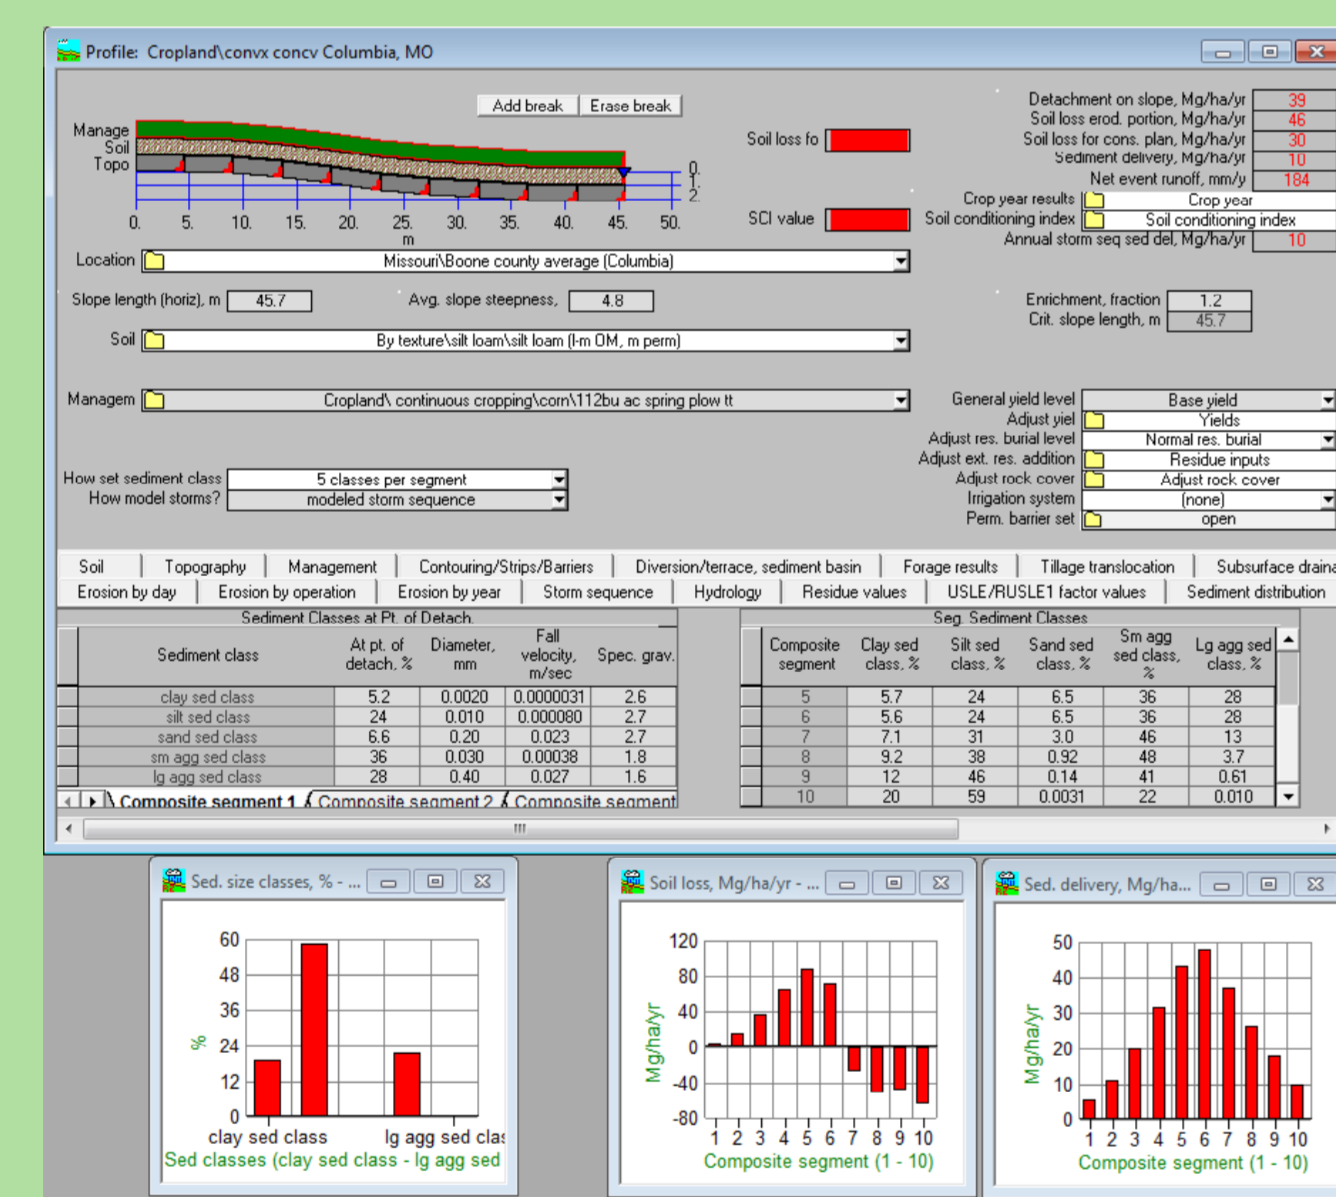 Profile: Cropland\convx concv Columbia, MO
Add break Erase break
Manage
Soil
Topo
0.
1.
2.
0. 5. 10. 15. 20. 25. 30. 35. 40. 45. 50.
m
Soil loss fo
SCI value
Detachment on slope, Mg/ha/yr 39
Soil loss erod. portion, Mg/ha/yr 46
Soil loss for cons. plan, Mg/ha/yr 30
Sediment delivery, Mg/ha/yr 10
Net event runoff, mm/y 184
Crop year results Crop year
Soil conditioning index Soil conditioning index
Annual storm seq sed del, Mg/ha/yr 10
Location Missouri\Boone county average (Columbia)
Slope length (horiz), m 45.7 Avg. slope steepness, 4.8
Enrichment, fraction 1.2
Crit. slope length, m 45.7
Soil By texture\silt loam\silt loam (l-m OM, m perm)
Managem Cropland\ continuous cropping\corn\112bu ac spring plow tt
General yield level Base yield
Adjust yiel Yields
Adjust res. burial level Normal res. burial
Adjust ext. res. addition Residue inputs
Adjust rock cover Adjust rock cover
Irrigation system (none)
Perm. barrier set open
How set sediment class 5 classes per segment
How model storms? modeled storm sequence
Soil Topography Management Contouring/Strips/Barriers Diversion/terrace, sediment basin Forage results Tillage translocation Subsurface draina
Erosion by day Erosion by operation Erosion by year Storm sequence Hydrology Residue values USLE/RUSLE1 factor values Sediment distribution
Sediment Classes at Pt. of Detach.
Sediment class At pt. of detach, % Diameter, mm Fall velocity, m/sec Spec. grav.
clay sed class 5.2 0.0020 0.0000031 2.6
silt sed class 24 0.010 0.000080 2.7
sand sed class 6.6 0.20 0.023 2.7
sm agg sed class 36 0.030 0.00038 1.8
lg agg sed class 28 0.40 0.027 1.6
Composite segment 1 Composite segment 2 Composite segment
Seg. Sediment Classes
Composite segment Clay sed class, % Silt sed class, % Sand sed class, % Sm agg sed class, % Lg agg sed class, %
5 5.7 24 6.5 36 28
6 5.6 24 6.5 36 28
7 7.1 31 3.0 46 13
8 9.2 38 0.92 48 3.7
9 12 46 0.14 41 0.61
10 20 59 0.0031 22 0.010
Sed. size classes, % - ...
60
48
36
24
12
0
%
clay sed class lg agg sed clas
Sed classes (clay sed class - lg agg sed
Soil loss, Mg/ha/yr - ...
120
80
40
0
-40
-80
Mg/ha/yr
1 2 3 4 5 6 7 8 9 10
Composite segment (1 - 10)
Sed. delivery, Mg/ha...
50
40
30
20
10
0
Mg/ha/yr
1 2 3 4 5 6 7 8 9 10
Composite segment (1 - 10)